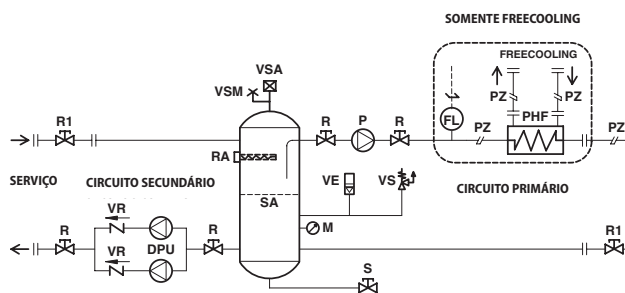 SOMENTE FREECOOLING
FREECOOLING
VSA
VSM
PZ
PZ
R1
R
P
R
FL
PZ
PHF
PZ
RA
SERVIÇO
CIRCUITO SECUNDÁRIO
VE
VS
CIRCUITO PRIMÁRIO
SA
VR
R
R
M
R1
VR
DPU
S